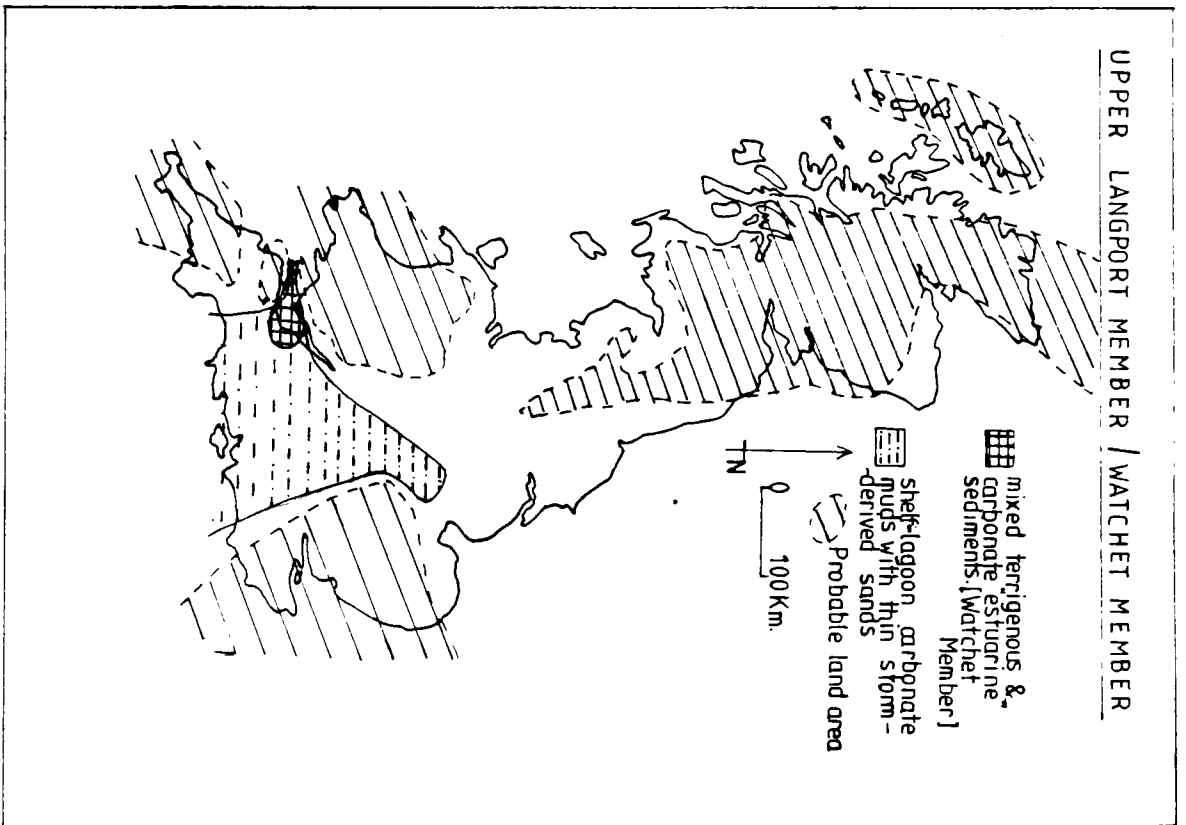 UPPER LANGPORT MEMBER / WATCHET MEMBER
mixed terrigenous &
carbonate estuarine
sediments.[Watchet
Member]
shelf-lagoon carbonate
muds with thin storm-
-derived sands
Probable land area
N
0
100Km.